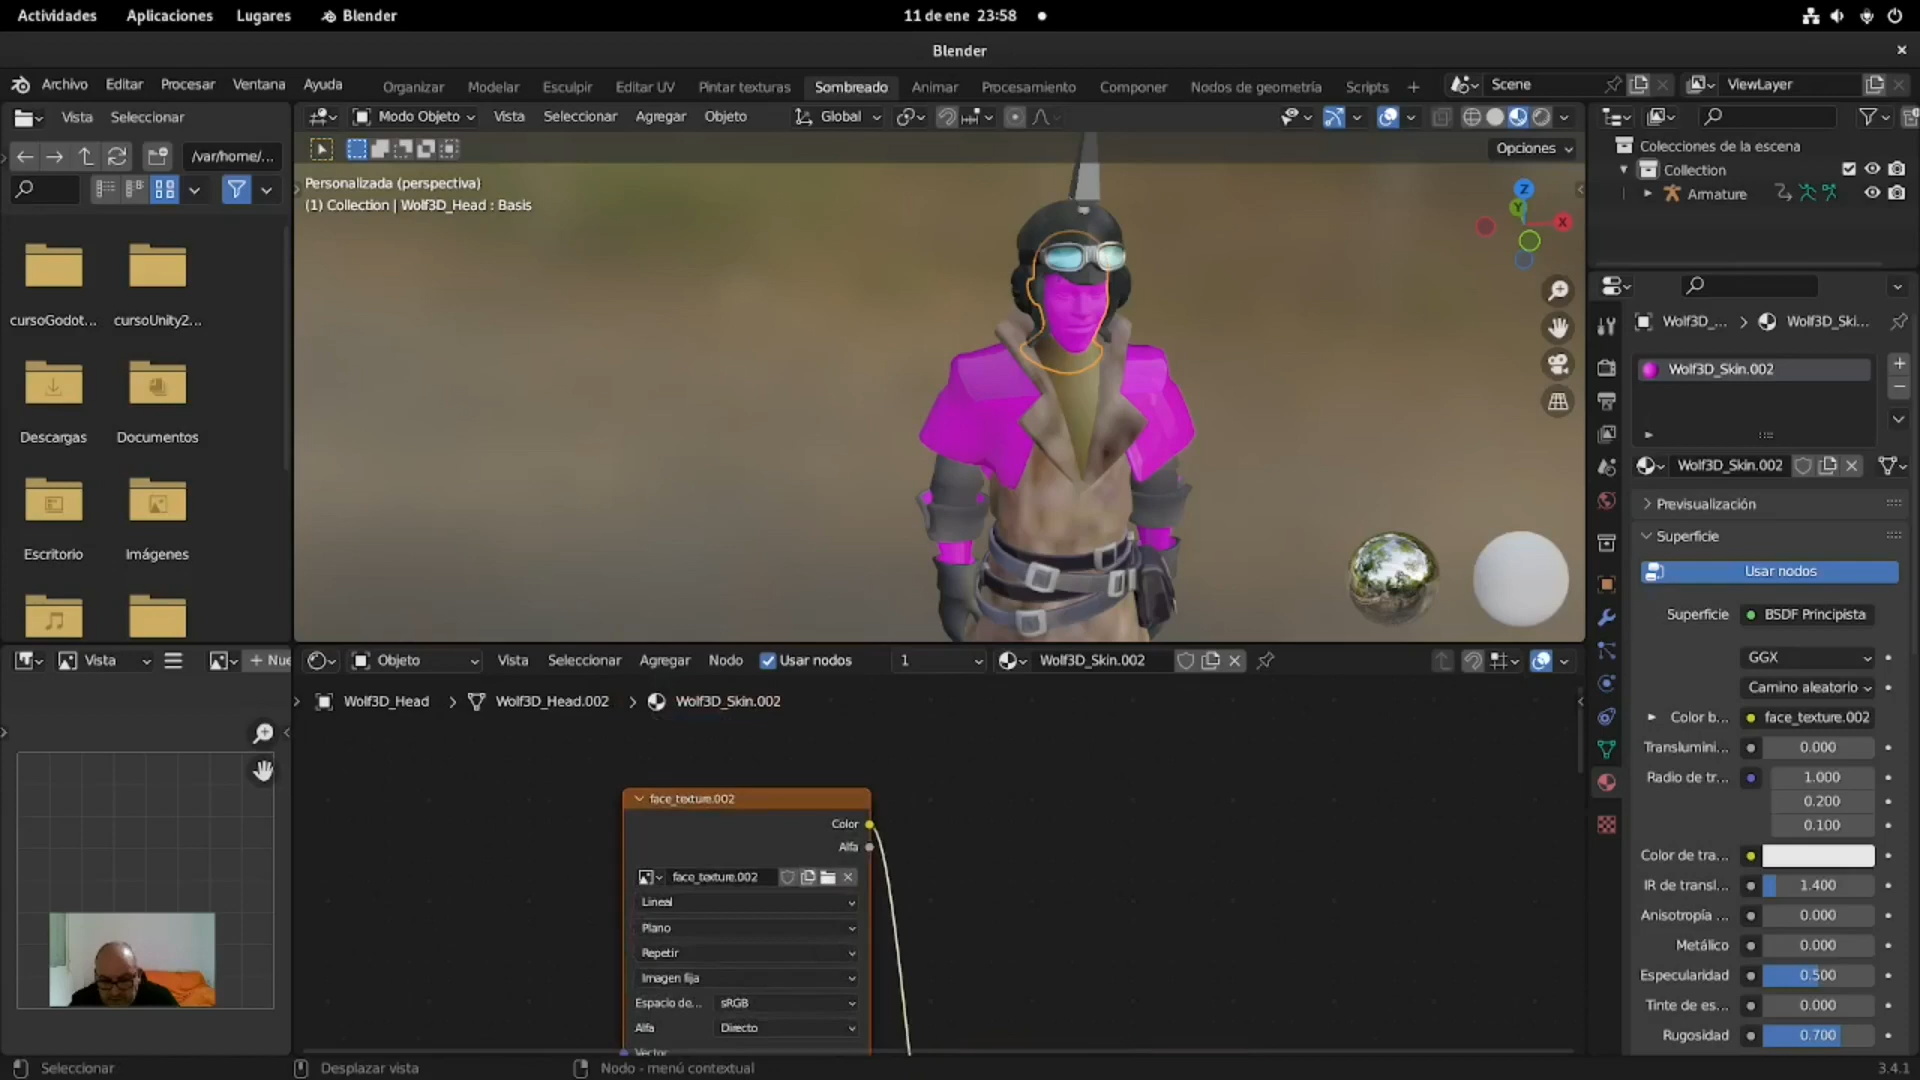 Actividades Aplicaciones Lugares Blender 11 de ene 23:58
Blender
Archivo Editar Procesar Ventana Ayuda Organizar Modelar Esculpir Editar UV Pintar texturas Sombreado Animar Procesamiento Componer Nodos de geometría Scripts + Scene ViewLayer
Vista Seleccionar Modo Objeto Vista Seleccionar Agregar Objeto Global
/var/home/... Opciones
Personalizada (perspectiva)
(1) Collection | Wolf3D_Head : Basis
Z
Y
X
Colecciones de la escena
Collection
Armature
cursoGodot... cursoUnity2...
Descargas Documentos
Escritorio Imágenes
Wolf3D_... > Wolf3D_Ski...
Wolf3D_Skin.002
Wolf3D_Skin.002
Previsualización
Superficie
Usar nodos
Superficie BSDF Principista
GGX
Camino aleatorio
Color b... face_texture.002
Translumini... 0.000
Radio de tr... 1.000
0.200
0.100
Color de tra...
IR de transl... 1.400
Anisotropía ... 0.000
Metálico 0.000
Especularidad 0.500
Tinte de es... 0.000
Rugosidad 0.700
Vista + Nue Objeto Vista Seleccionar Agregar Nodo Usar nodos 1 Wolf3D_Skin.002
Wolf3D_Head > Wolf3D_Head.002 > Wolf3D_Skin.002
face_texture.002
Color
Alfa
face_texture.002
Lineal
Plano
Repetir
Imagen fija
Espacio de... sRGB
Alfa Directo
Vector
Seleccionar Desplazar vista Nodo - menú contextual 3.4.1